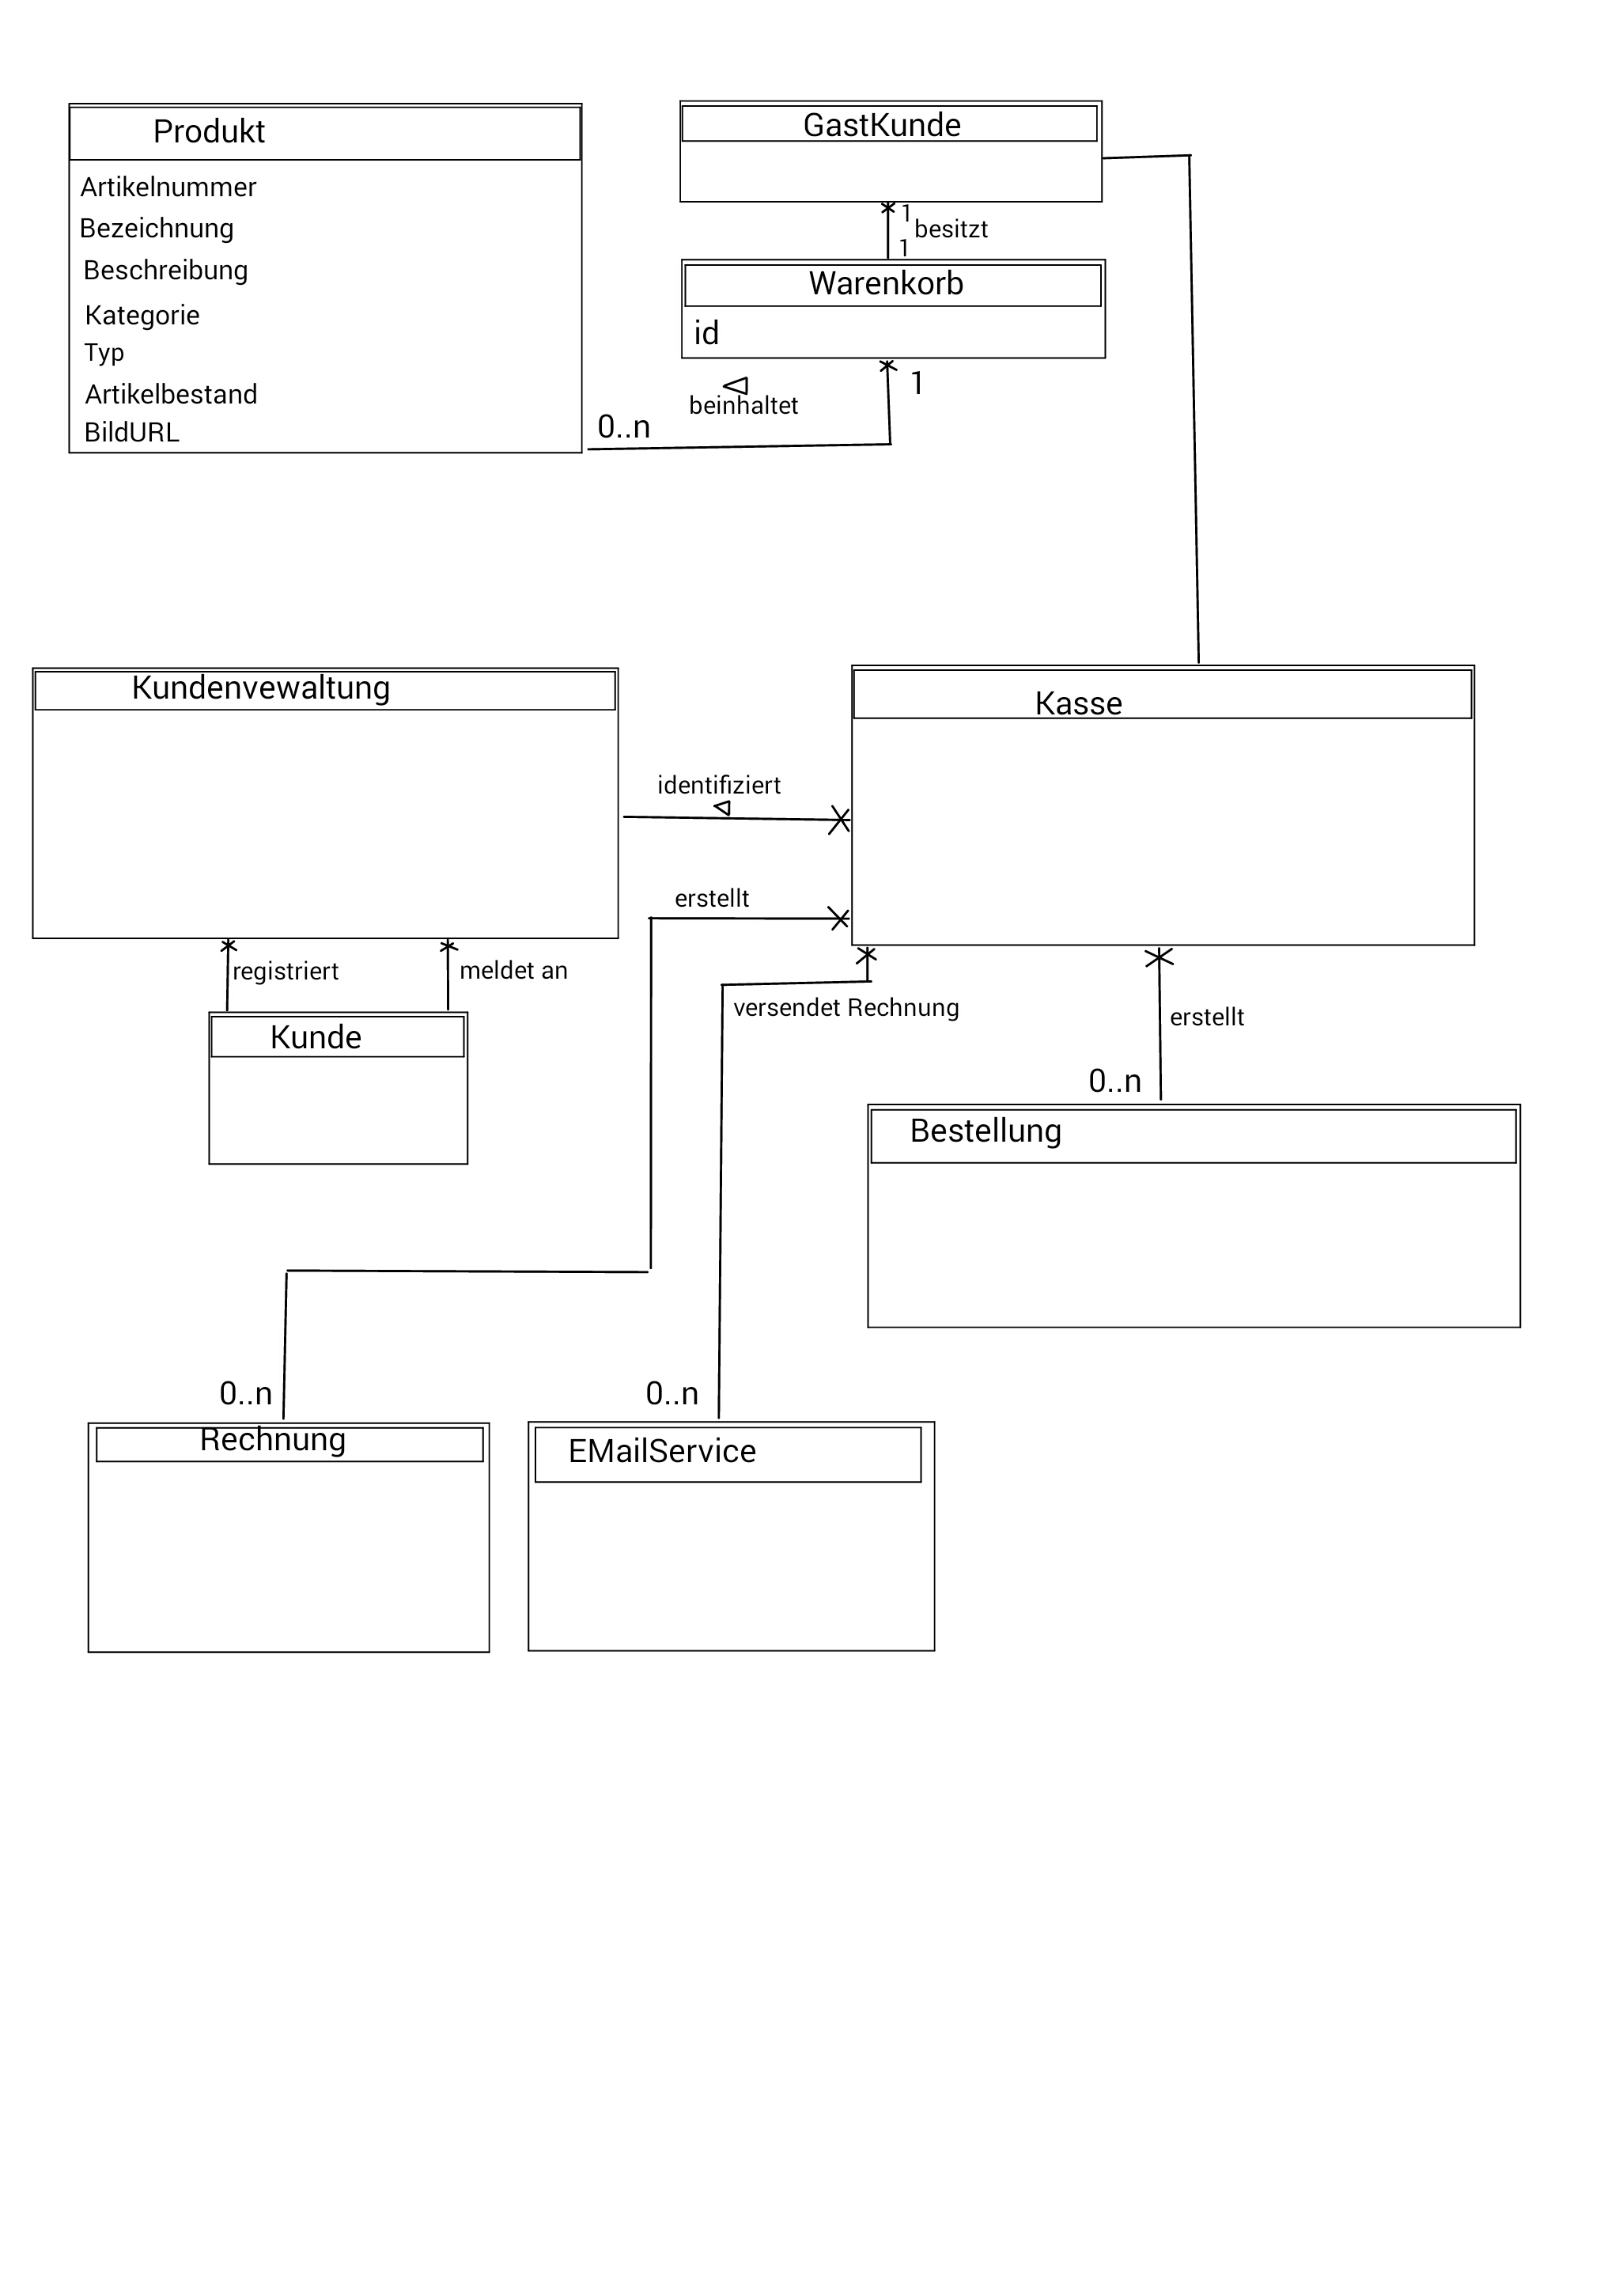 Produkt
Artikelnummer
Bezeichnung
Beschreibung
Kategorie
Typ
Artikelbestand
BildURL
GastKunde
1
besitzt
1
Warenkorb
id
1
beinhaltet
0..n
Kundenvewaltung
Kasse
identifiziert
erstellt
registriert
meldet an
versendet Rechnung
erstellt
Kunde
0..n
Bestellung
0..n
0..n
Rechnung
EMailService